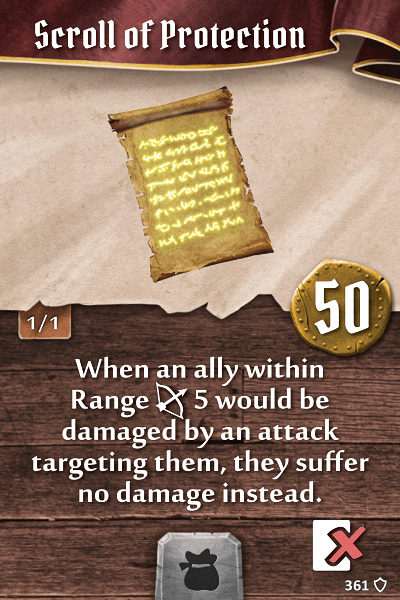 Scroll of Protection
1/1
50
When an ally within
Range 5 would be
damaged by an attack
targeting them, they suffer
no damage instead.
361